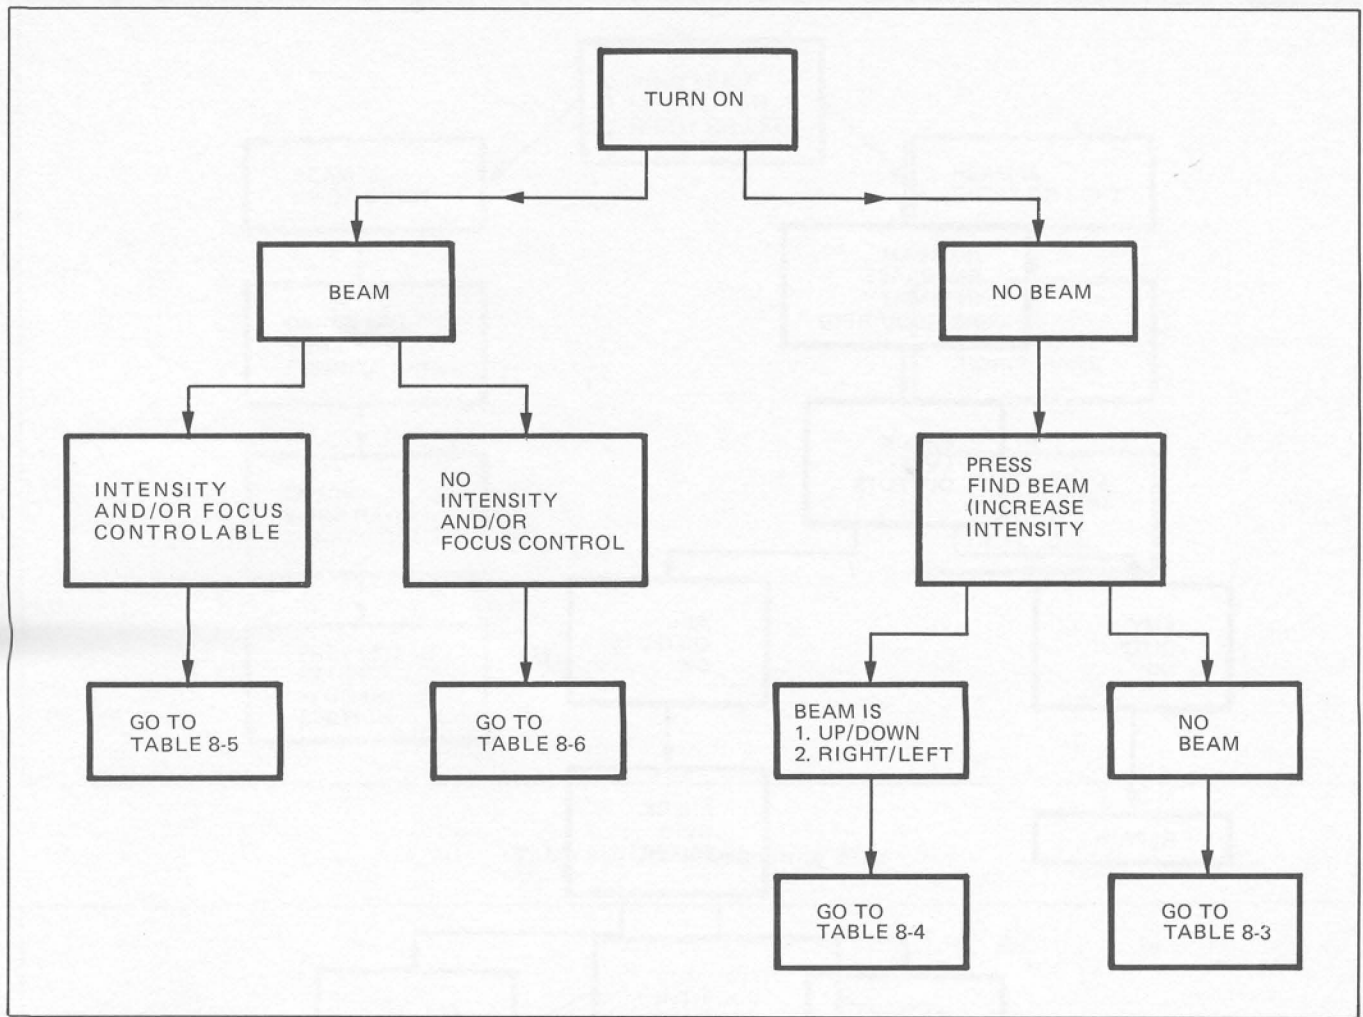 TURN ON
BEAM
NO BEAM
INTENSITY
AND/OR FOCUS
CONTROLABLE
NO
INTENSITY
AND/OR
FOCUS CONTROL
PRESS
FIND BEAM
(INCREASE
INTENSITY
GO TO
TABLE 8-5
GO TO
TABLE 8-6
BEAM IS
1. UP/DOWN
2. RIGHT/LEFT
NO
BEAM
GO TO
TABLE 8-4
GO TO
TABLE 8-3